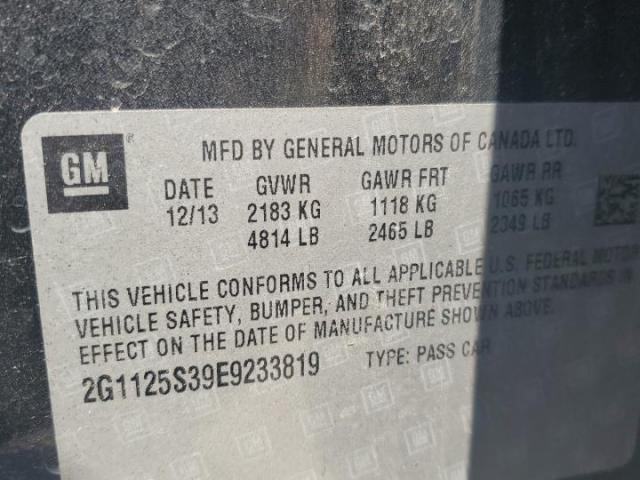 GM ®
MFD BY GENERAL MOTORS OF CANADA LTD.
DATE GVWR GAWR FRT GAWR RR
12/13 2183 KG 1118 KG 1065 KG
4814 LB 2465 LB 2349 LB
THIS VEHICLE CONFORMS TO ALL APPLICABLE U.S. FEDERAL MOTOR
VEHICLE SAFETY, BUMPER, AND THEFT PREVENTION STANDARDS IN
EFFECT ON THE DATE OF MANUFACTURE SHOWN ABOVE.
2G1125S39E9233819 TYPE: PASS CAR